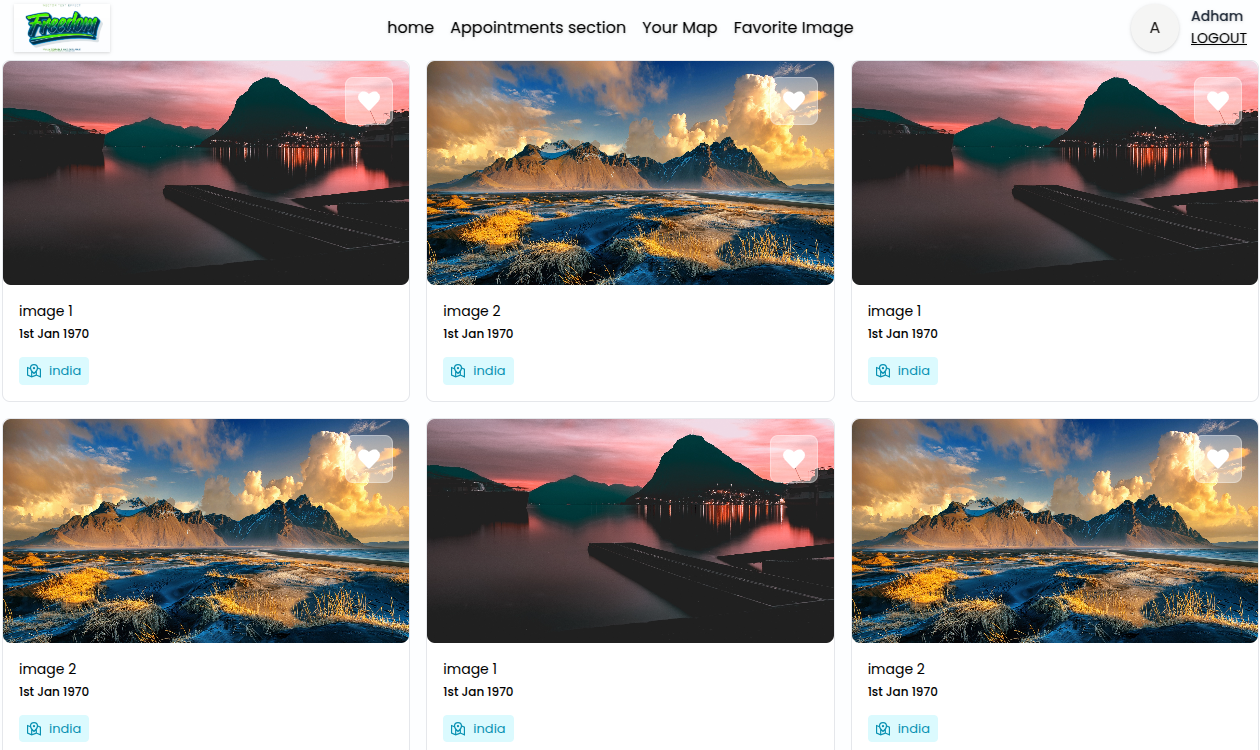 Freedom
home Appointments section Your Map Favorite Image
A
Adham
LOGOUT
image 1
1st Jan 1970
india
image 2
1st Jan 1970
india
image 1
1st Jan 1970
india
image 2
1st Jan 1970
india
image 1
1st Jan 1970
india
image 2
1st Jan 1970
india